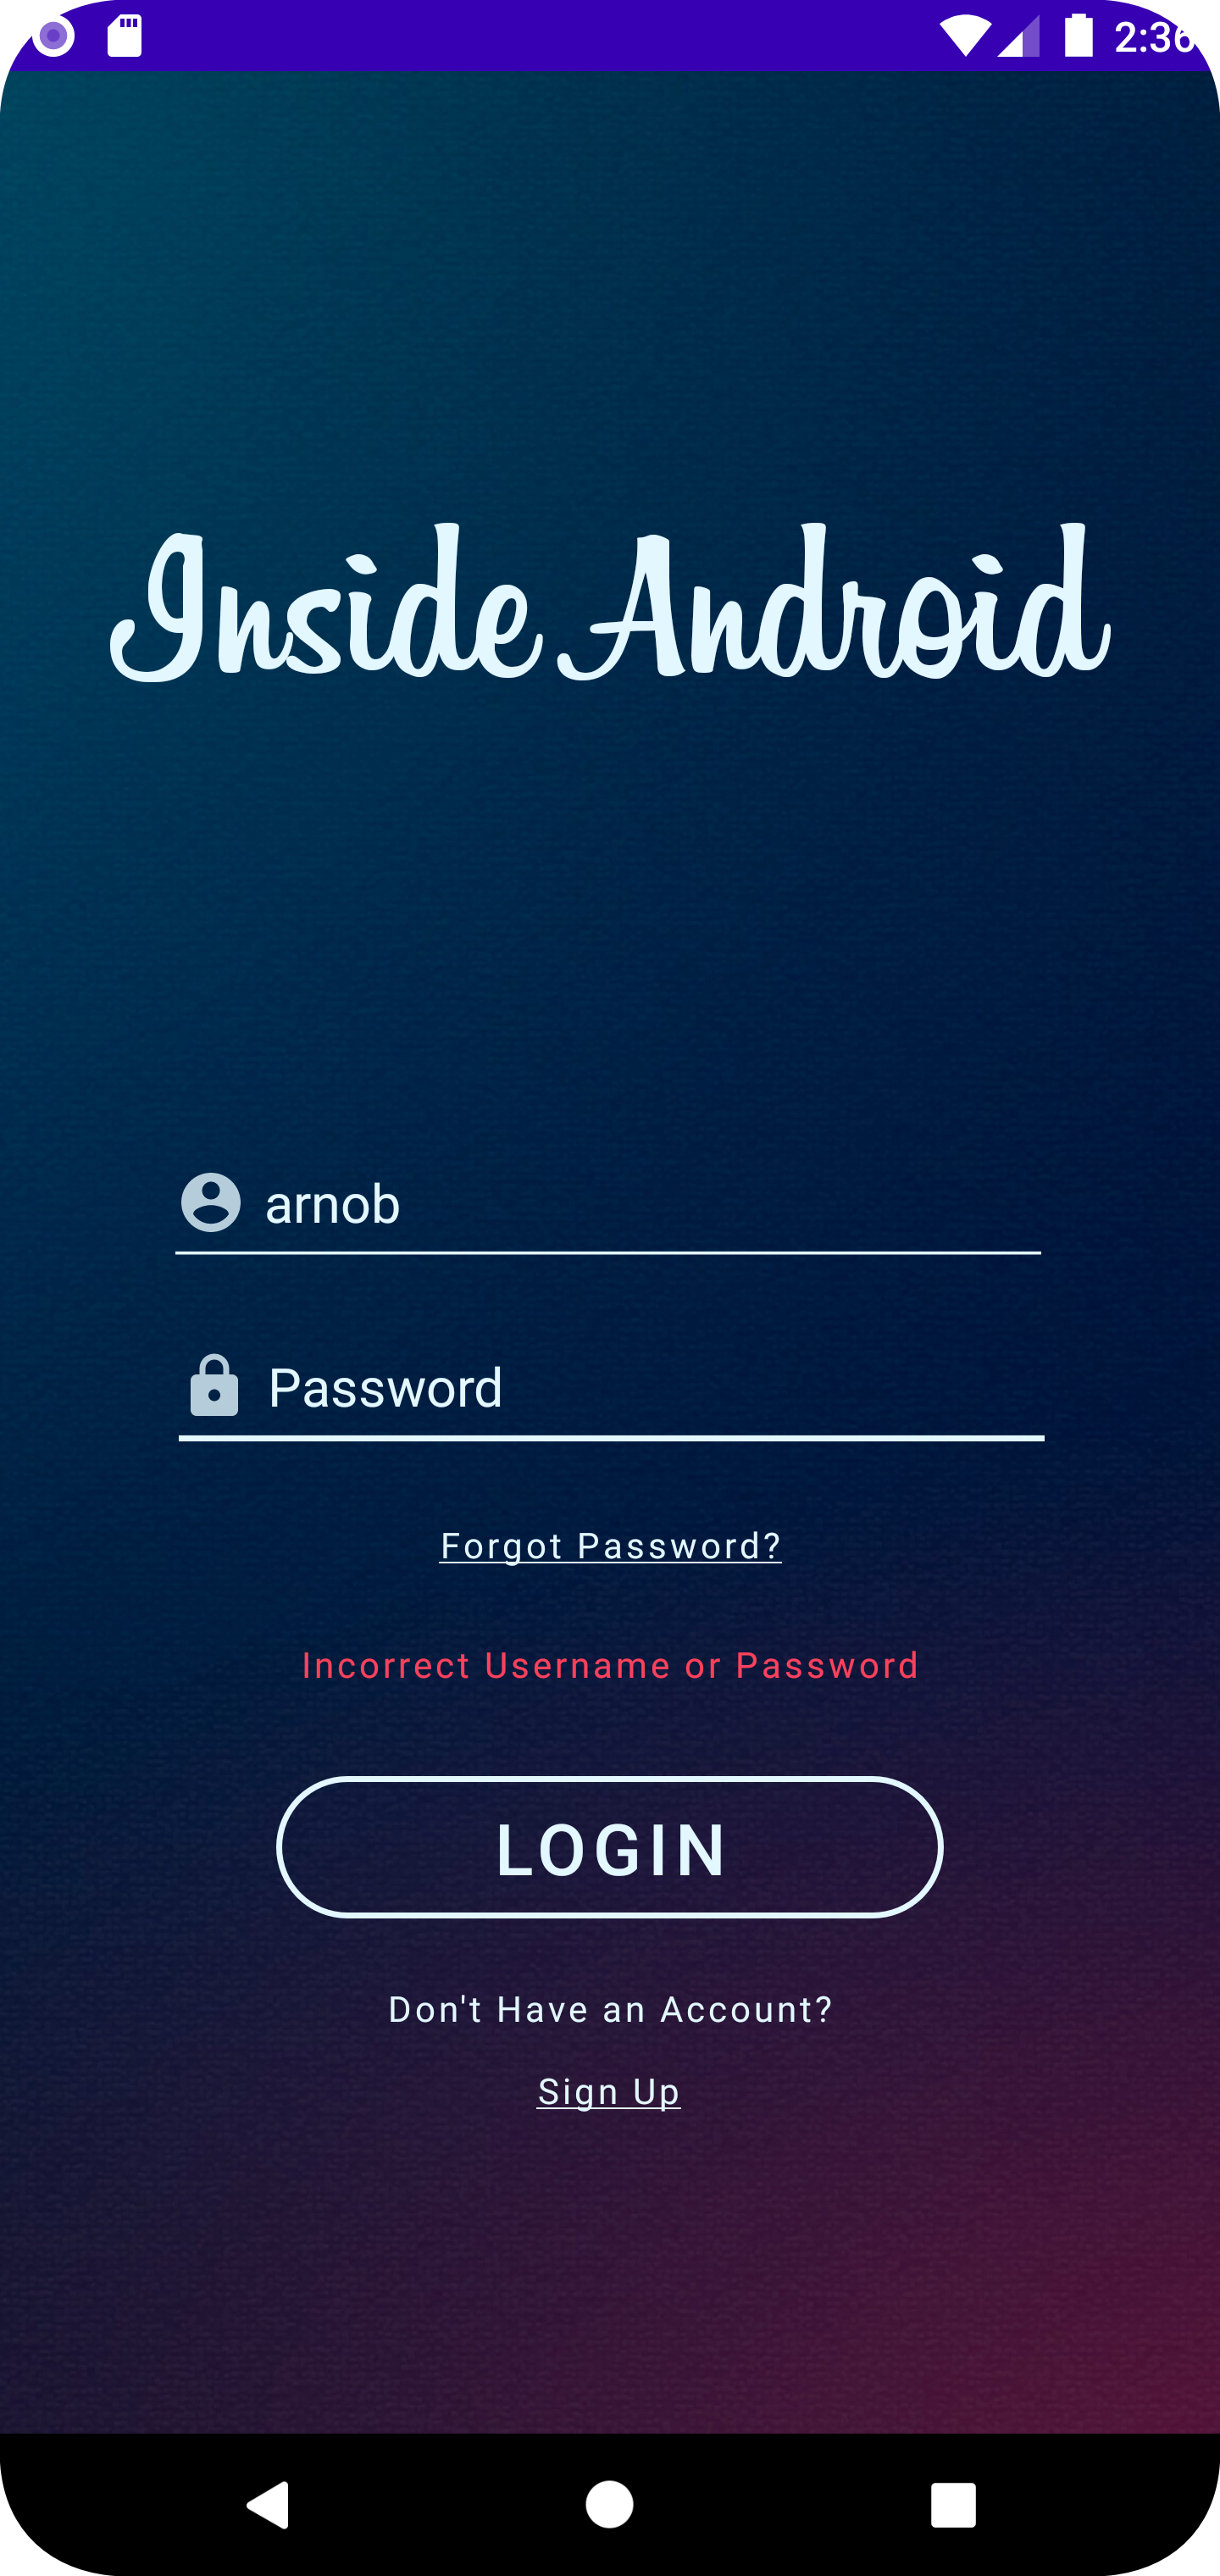 2:36
Inside Android
arnob
Password
Forgot Password?
Incorrect Username or Password
LOGIN
Don't Have an Account?
Sign Up